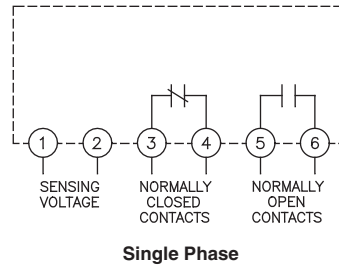 1 2 3 4 5 6
SENSING NORMALLY NORMALLY
VOLTAGE CLOSED OPEN
CONTACTS CONTACTS
Single Phase